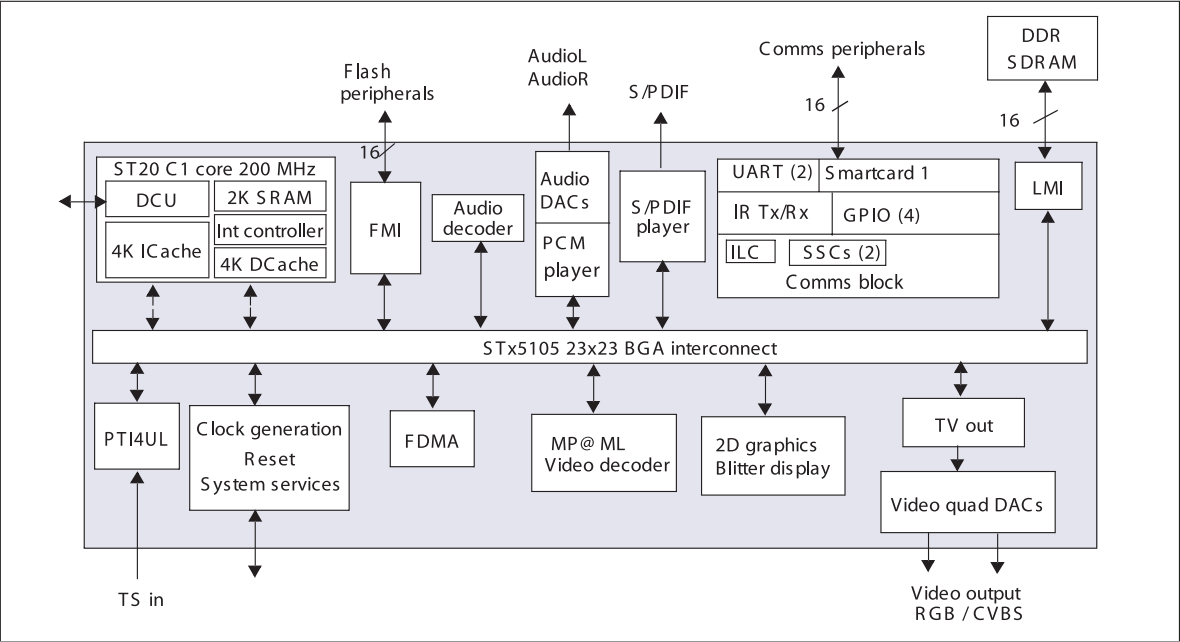 DDR
SDRAM
Comms peripherals
AudioL
AudioR
S/PDIF
Flash
peripherals
16
16
16
ST20 C1 core 200 MHz
DCU
2K SRAM
Int controller
4K ICache
4K DCache
FMI
Audio
decoder
Audio
DACs
PCM
player
S/PDIF
player
UART (2)
Smartcard 1
IR Tx/Rx
GPIO (4)
ILC
SSCs (2)
Comms block
LMI
STx5105 23x23 BGA interconnect
PTI4UL
Clock generation
Reset
System services
FDMA
MP@ML
Video decoder
2D graphics
Blitter display
TV out
Video quad DACs
TS in
Video output
RGB / CVBS